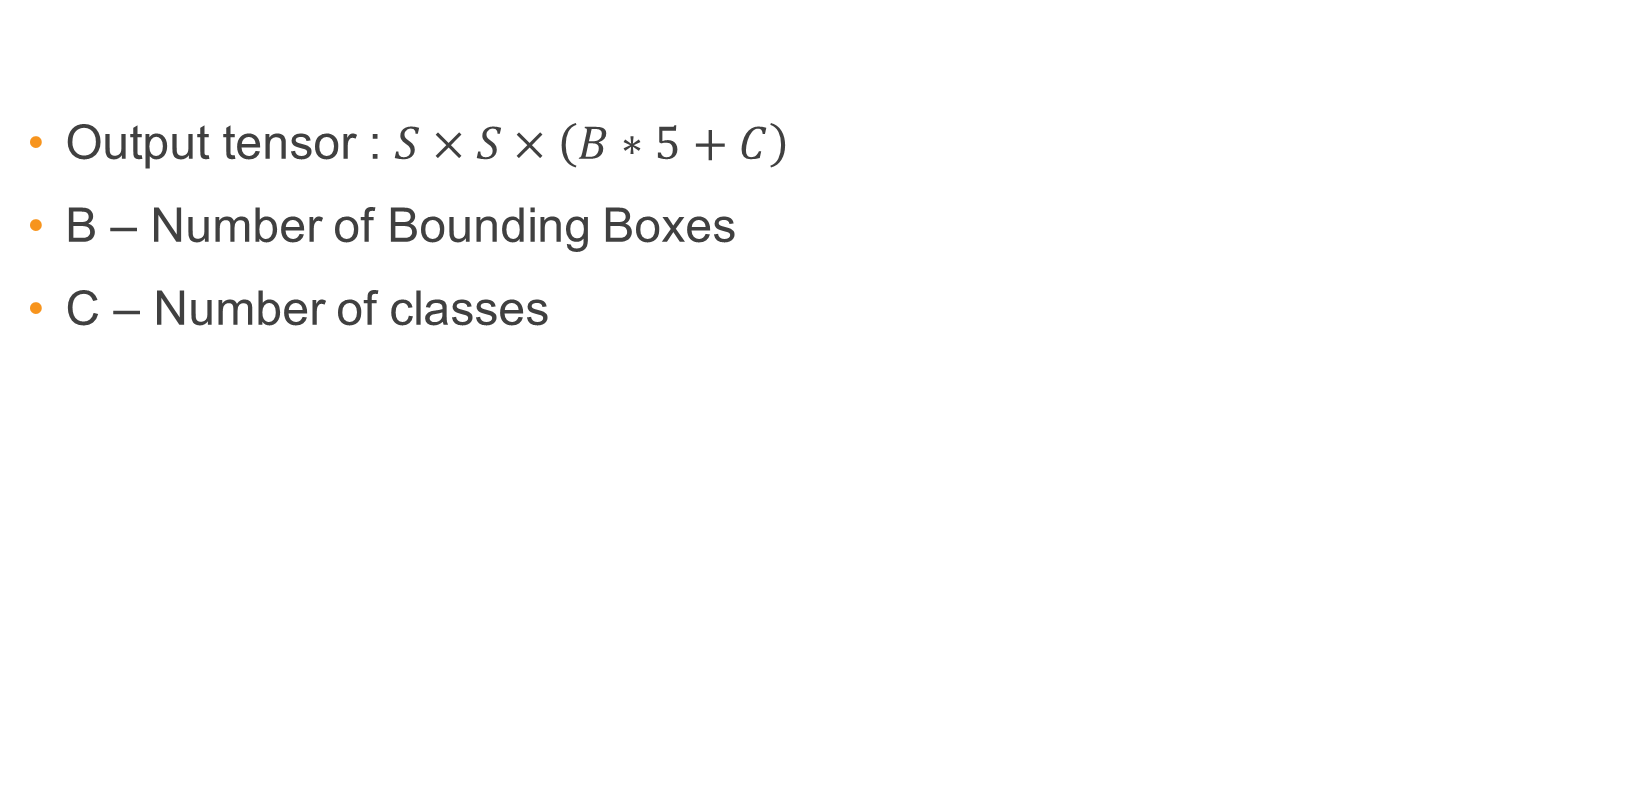 • Output tensor : 𝑆 × 𝑆 × (𝐵 ∗ 5 + 𝐶)
• B – Number of Bounding Boxes
• C – Number of classes